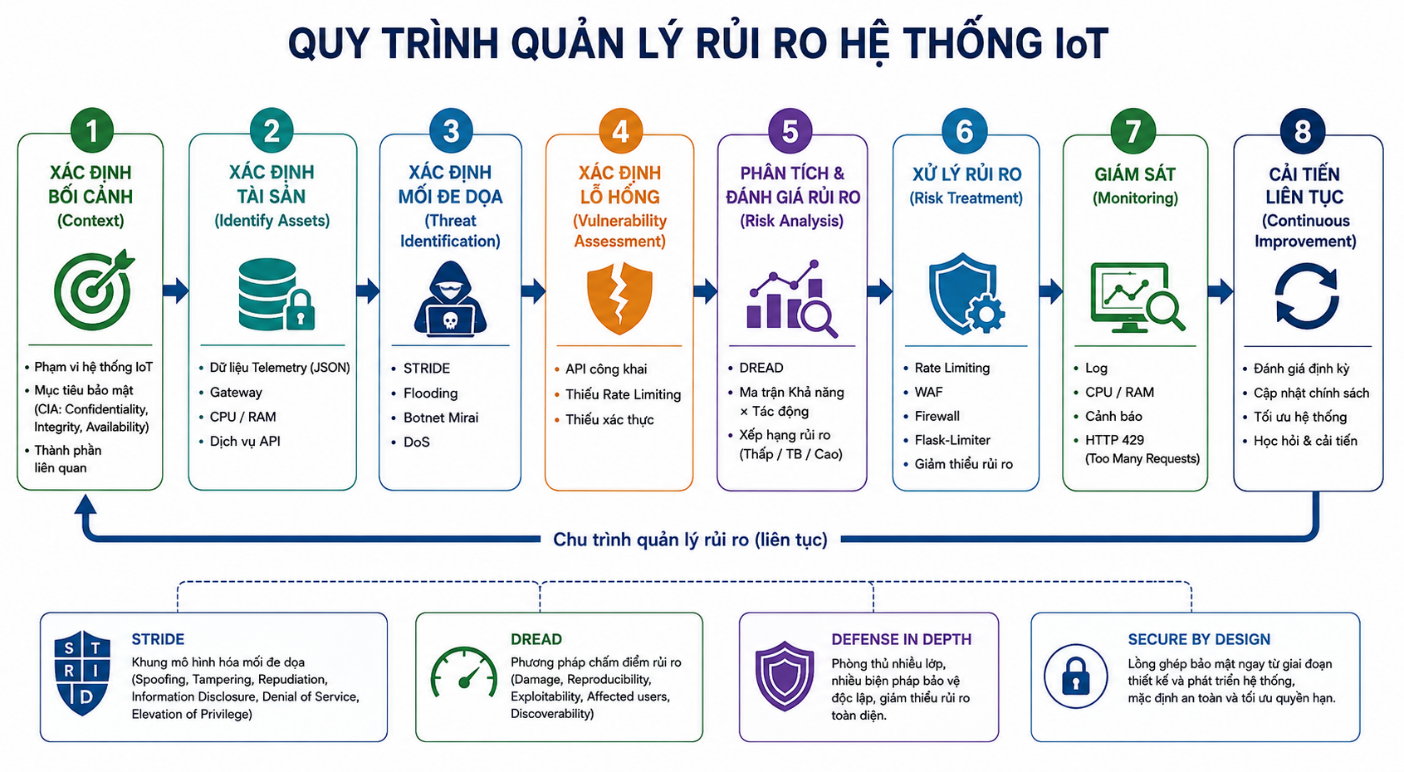 QUY TRÌNH QUẢN LÝ RỦI RO HỆ THỐNG IoT
1
XÁC ĐỊNH
BỐI CẢNH
(Context)
• Phạm vi hệ thống IoT
• Mục tiêu bảo mật
(CIA: Confidentiality,
Integrity, Availability)
• Thành phần
liên quan
2
XÁC ĐỊNH
TÀI SẢN
(Identify Assets)
• Dữ liệu Telemetry (JSON)
• Gateway
• CPU / RAM
• Dịch vụ API
3
XÁC ĐỊNH
MỐI ĐE DỌA
(Threat
Identification)
• STRIDE
• Flooding
• Botnet Mirai
• DoS
4
XÁC ĐỊNH
LỖ HỔNG
(Vulnerability
Assessment)
• API công khai
• Thiếu Rate Limiting
• Thiếu xác thực
5
PHÂN TÍCH &
ĐÁNH GIÁ RỦI RO
(Risk Analysis)
• DREAD
• Ma trận Khả năng
× Tác động
• Xếp hạng rủi ro
(Thấp / TB / Cao)
6
XỬ LÝ RỦI RO
(Risk Treatment)
• Rate Limiting
• WAF
• Firewall
• Flask-Limiter
• Giảm thiểu rủi ro
7
GIÁM SÁT
(Monitoring)
• Log
• CPU / RAM
• Cảnh báo
• HTTP 429
(Too Many Requests)
8
CẢI TIẾN
LIÊN TỤC
(Continuous
Improvement)
• Đánh giá định kỳ
• Cập nhật chính sách
• Tối ưu hệ thống
• Học hỏi & cải tiến
Chu trình quản lý rủi ro (liên tục)
S T
R I
D
STRIDE
Khung mô hình hóa mối đe dọa
(Spoofing, Tampering, Repudiation,
Information Disclosure, Denial of Service,
Elevation of Privilege)
DREAD
Phương pháp chấm điểm rủi ro
(Damage, Reproducibility,
Exploitability, Affected users,
Discoverability)
DEFENSE IN DEPTH
Phòng thủ nhiều lớp,
nhiều biện pháp bảo vệ
độc lập, giảm thiểu rủi ro
toàn diện.
SECURE BY DESIGN
Lồng ghép bảo mật ngay từ giai đoạn
thiết kế và phát triển hệ thống,
mặc định an toàn và tối ưu quyền hạn.